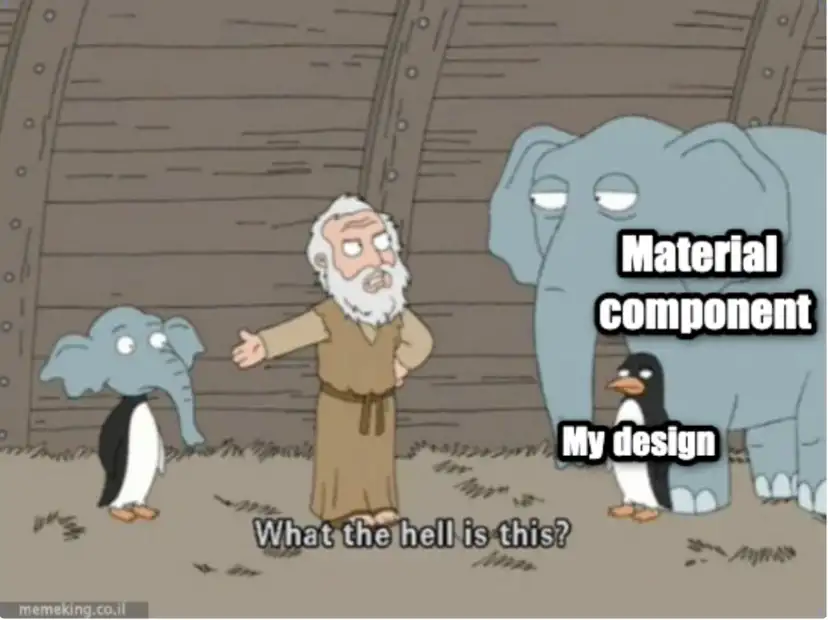 Material
component
My design
What the hell is this?
memeking.co.il